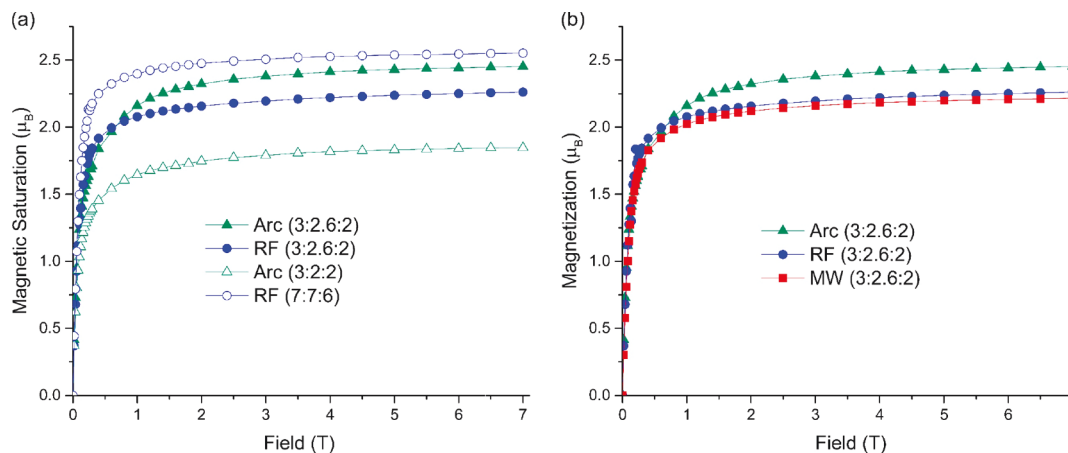 (a)
Magnetic Saturation (μB)
2.5
2.0
1.5
1.0
0.5
0.0
Arc (3:2.6:2)
RF (3:2.6:2)
Arc (3:2:2)
RF (7:7:6)
0 1 2 3 4 5 6 7
Field (T)
(b)
Magnetization (μB)
2.5
2.0
1.5
1.0
0.5
0.0
Arc (3:2.6:2)
RF (3:2.6:2)
MW (3:2.6:2)
0 1 2 3 4 5 6
Field (T)